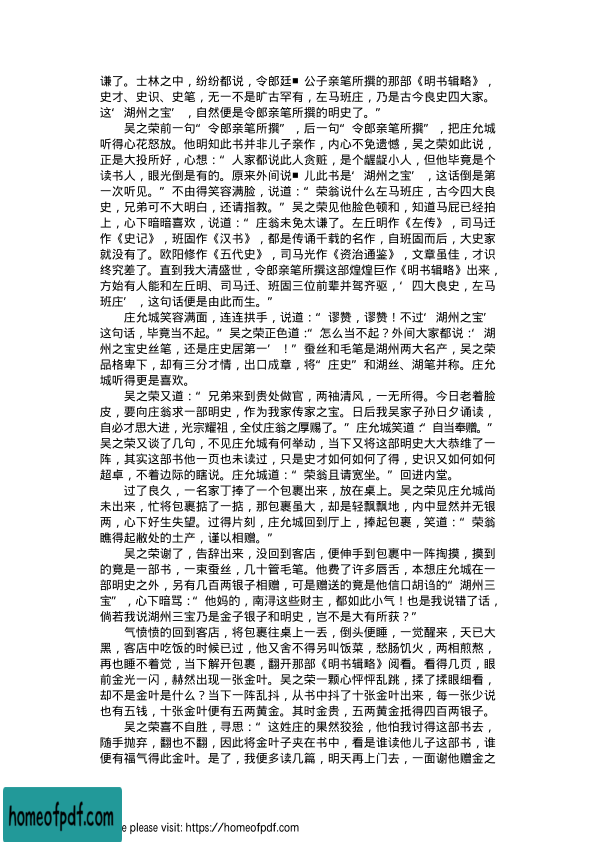 谦了。士林之中，纷纷都说，令郎廷■ 公子亲笔所撰的那部《明书辑略》，
史才、史识、史笔，无一不是旷古罕有，左马班庄，乃是古今良史四大家。
这‘湖州之宝’，自然便是令郎亲笔所撰的明史了。”
吴之荣前一句“令郎亲笔所撰”，后一句“令郎亲笔所撰”，把庄允城
听得心花怒放。他明知此书并非儿子亲作，内心不免遗憾，吴之荣如此说，
正是大投所好，心想：“人家都说此人贪赃，是个龌龊小人，但他毕竟是个
读书人，眼光倒是有的。原来外间说■ 儿此书是‘湖州之宝’，这话倒是第
一次听见。”不由得笑容满脸，说道：“荣翁说什么左马班庄，古今四大良
史，兄弟可不大明白，还请指教。”吴之荣见他脸色顿和，知道马屁已经拍
上，心下暗暗喜欢，说道：“庄翁未免太谦了。左丘明作《左传》，司马迁
作《史记》，班固作《汉书》，都是传诵千载的名作，自班固而后，大史家
就没有了。欧阳修作《五代史》，司马光作《资治通鉴》，文章虽佳，才识
终究差了。直到我大清盛世，令郎亲笔所撰这部煌煌巨作《明书辑略》出来，
方始有人能和左丘明、司马迁、班固三位前辈并驾齐驱，‘四大良史，左马
班庄’，这句话便是由此而生。”
庄允城笑容满面，连连拱手，说道：“谬赞，谬赞！不过‘湖州之宝’
这句话，毕竟当不起。”吴之荣正色道：“怎么当不起？外间大家都说：‘湖
州之宝史丝笔，还是庄史居第一’！”蚕丝和毛笔是湖州两大名产，吴之荣
品格卑下，却有三分才情，出口成章，将“庄史”和湖丝、湖笔并称。庄允
城听得更是喜欢。
吴之荣又道：“兄弟来到贵处做官，两袖清风，一无所得。今日老着脸
皮，要向庄翁求一部明史，作为我家传家之宝。日后我吴家子孙日夕诵读，
自必才思大进，光宗耀祖，全仗庄翁之厚赐了。”庄允城笑道：“自当奉赠。”
吴之荣又谈了几句，不见庄允城有何举动，当下又将这部明史大大恭维了一
阵，其实这部书他一页也未读过，只是史才如何如何了得，史识又如何如何
超卓，不着边际的瞎说。庄允城道：“荣翁且请宽坐。”回进内堂。
过了良久，一名家丁捧了一个包裹出来，放在桌上。吴之荣见庄允城尚
未出来，忙将包裹掂了一掂，那包裹虽大，却是轻飘飘地，内中显然并无银
两，心下好生失望。过得片刻，庄允城回到厅上，捧起包裹，笑道：“荣翁
瞧得起敝处的土产，谨以相赠。”
吴之荣谢了，告辞出来，没回到客店，便伸手到包裹中一阵掏摸，摸到
的竟是一部书，一束蚕丝，几十管毛笔。他费了许多唇舌，本想庄允城在一
部明史之外，另有几百两银子相赠，可是赠送的竟是他信口胡诌的“湖州三
宝”，心下暗骂：“他妈的，南浔这些财主，都如此小气！也是我说错了话，
倘若我说湖州三宝乃是金子银子和明史，岂不是大有所获？”
气愤愤的回到客店，将包裹往桌上一丢，倒头便睡，一觉醒来，天已大
黑，客店中吃饭的时候已过，他又舍不得另叫饭菜，愁肠饥火，两相煎熬，
再也睡不着觉，当下解开包裹，翻开那部《明书辑略》阅看。看得几页，眼
前金光一闪，赫然出现一张金叶。吴之荣一颗心怦怦乱跳，揉了揉眼细看，
却不是金叶是什么？当下一阵乱抖，从书中抖了十张金叶出来，每一张少说
也有五钱，十张金叶便有五两黄金。其时金贵，五两黄金抵得四百两银子。
吴之荣喜不自胜，寻思：“这姓庄的果然狡狯，他怕我讨得这部书去，
随手抛弃，翻也不翻，因此将金叶子夹在书中，看是谁读他儿子这部书，谁
便有福气得此金叶。是了，我便多读几篇，明天再上门去，一面谢他赠金之
homeofpdf.com
e please visit: https://homeofpdf.com